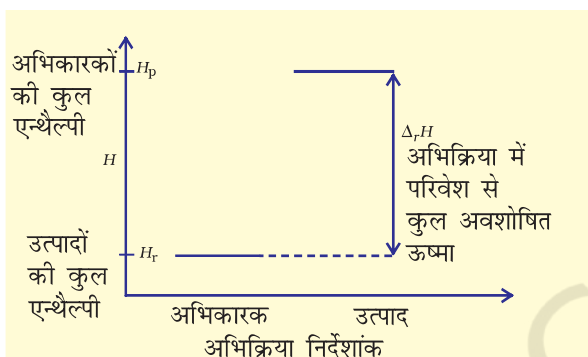 अभिकारकों
की कुल
एन्थैल्पी
Hp
H
ΔrH
अभिक्रिया में
परिवेश से
कुल अवशोषित
ऊष्मा
उत्पादों
की कुल
एन्थैल्पी
Hr
अभिकारक
उत्पाद
अभिक्रिया निर्देशांक